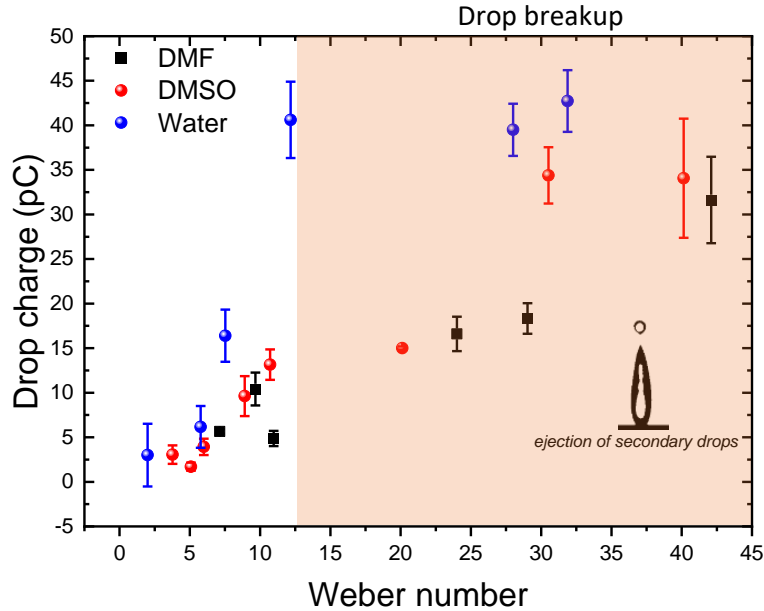 Drop breakup
DMF
DMSO
Water
50
45
40
35
30
25
20
15
10
5
0
-5
Drop charge (pC)
ejection of secondary drops
0 5 10 15 20 25 30 35 40 45
Weber number